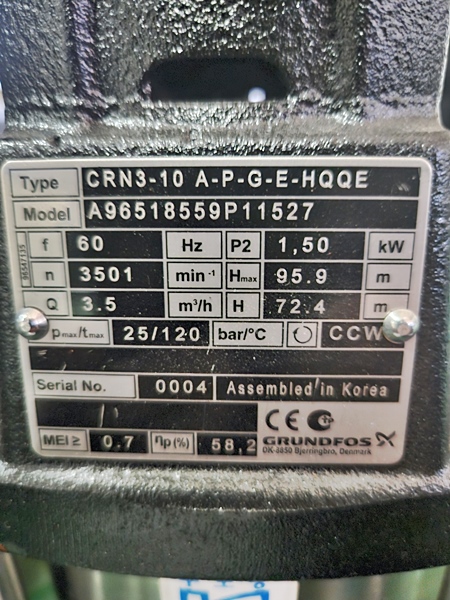 Type CRN3-10 A-P-G-E-HQQE
Model A96518559P11527
f 60 Hz P2 1,50 kW
n 3501 min⁻¹ Hmax 95.9 m
Q 3.5 m³/h H 72.4 m
pmax/tmax 25/120 bar/°C CCW
96547135
Serial No. 0004 Assembled in Korea
CE
MEI ≥ 0.7 ηp(%) 58,2 GRUNDFOS
DK-8850 Bjerringbro, Denmark